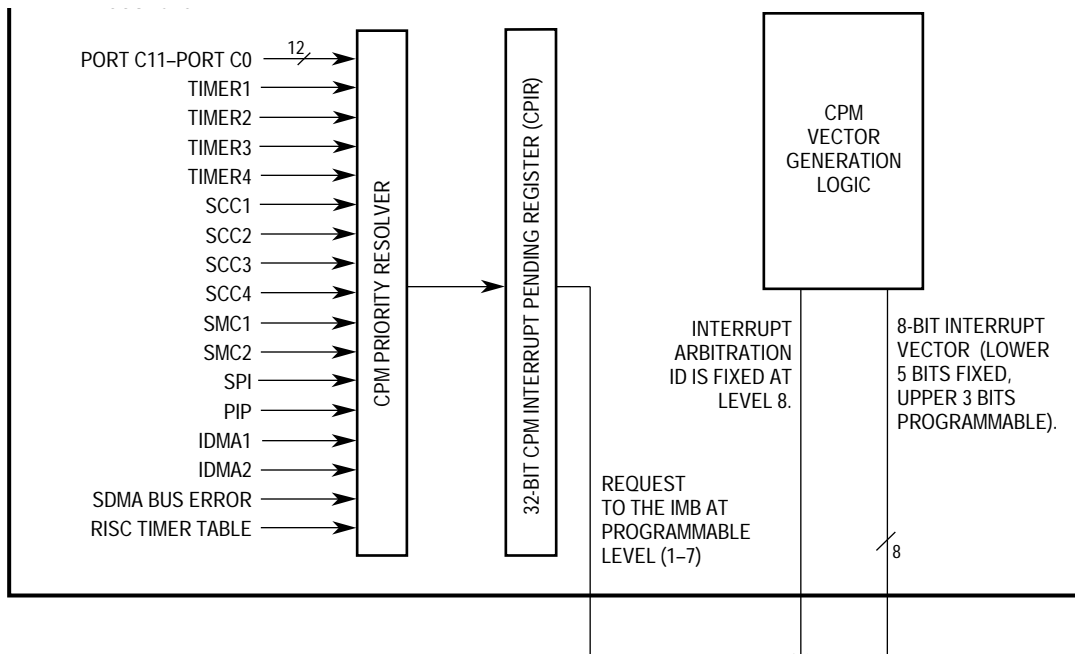 PORT C11–PORT C0
12
TIMER1
TIMER2
TIMER3
TIMER4
SCC1
SCC2
SCC3
SCC4
SMC1
SMC2
SPI
PIP
IDMA1
IDMA2
SDMA BUS ERROR
RISC TIMER TABLE
CPM PRIORITY RESOLVER
32-BIT CPM INTERRUPT PENDING REGISTER (CPIR)
REQUEST
TO THE IMB AT
PROGRAMMABLE
LEVEL (1–7)
CPM
VECTOR
GENERATION
LOGIC
INTERRUPT
ARBITRATION
ID IS FIXED AT
LEVEL 8.
8-BIT INTERRUPT
VECTOR (LOWER
5 BITS FIXED,
UPPER 3 BITS
PROGRAMMABLE).
8